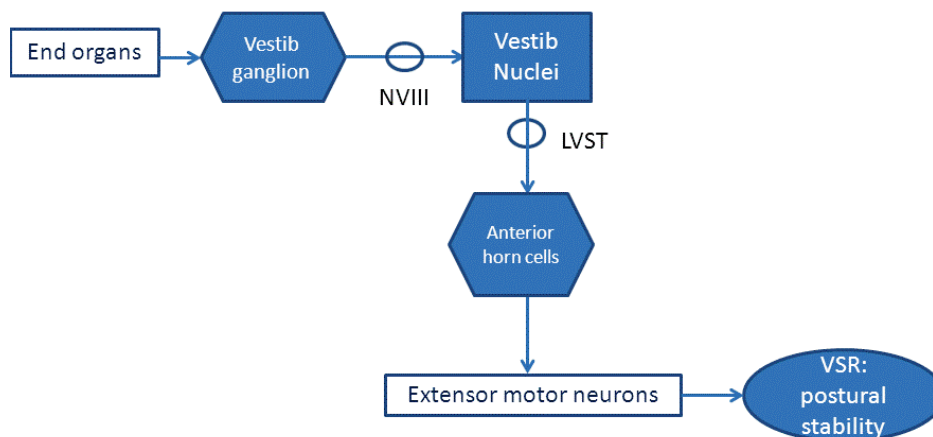 End organs
Vestib
ganglion
NVIII
Vestib
Nuclei
LVST
Anterior
horn cells
Extensor motor neurons
VSR:
postural
stability